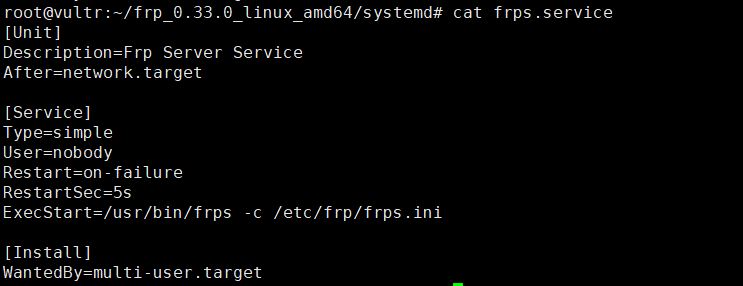 root@vultr:~/frp_0.33.0_linux_amd64/systemd# cat frps.service
[Unit]
Description=Frp Server Service
After=network.target
[Service]
Type=simple
User=nobody
Restart=on-failure
RestartSec=5s
ExecStart=/usr/bin/frps -c /etc/frp/frps.ini
[Install]
WantedBy=multi-user.target